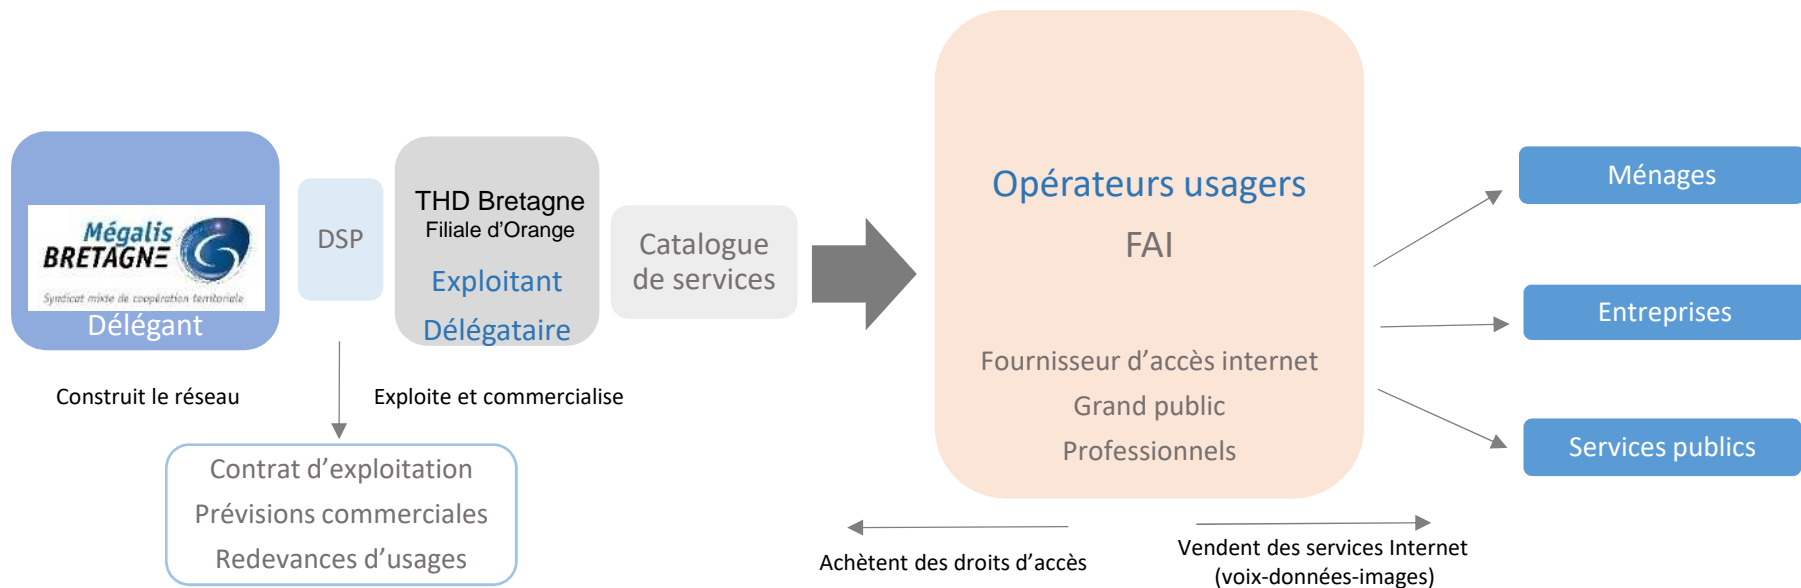 Mégalis
BRETAGNE
Syndicat mixte de coopération territoriale
Délégant
DSP
THD Bretagne
Filiale d’Orange
Exploitant
Délégataire
Catalogue
de services
Opérateurs usagers
FAI
Fournisseur d’accès internet
Grand public
Professionnels
Ménages
Entreprises
Services publics
Construit le réseau
Exploite et commercialise
Contrat d’exploitation
Prévisions commerciales
Redevances d’usages
Achètent des droits d’accès
Vendent des services Internet
(voix-données-images)